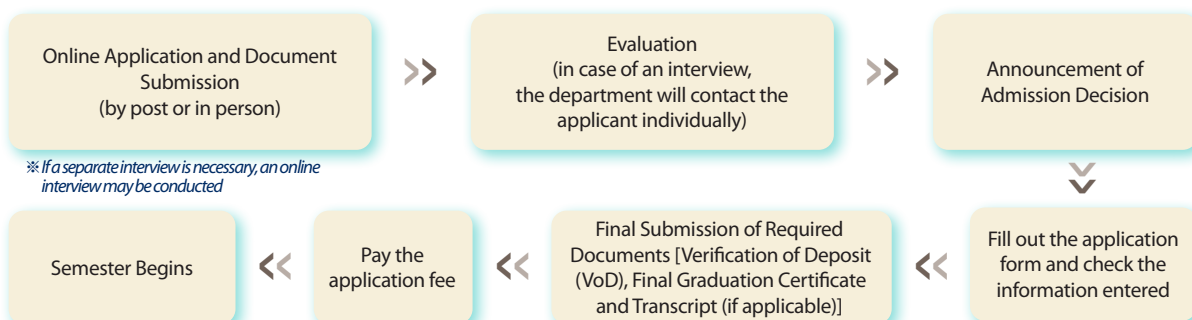 Online Application and Document
Submission
(by post or in person)
Evaluation
(in case of an interview,
the department will contact the
applicant individually)
Announcement of
Admission Decision
※ If a separate interview is necessary, an online
interview may be conducted
Fill out the application
form and check the
information entered
Final Submission of Required
Documents [Verification of Deposit
(VoD), Final Graduation Certificate
and Transcript (if applicable)]
Pay the
application fee
Semester Begins